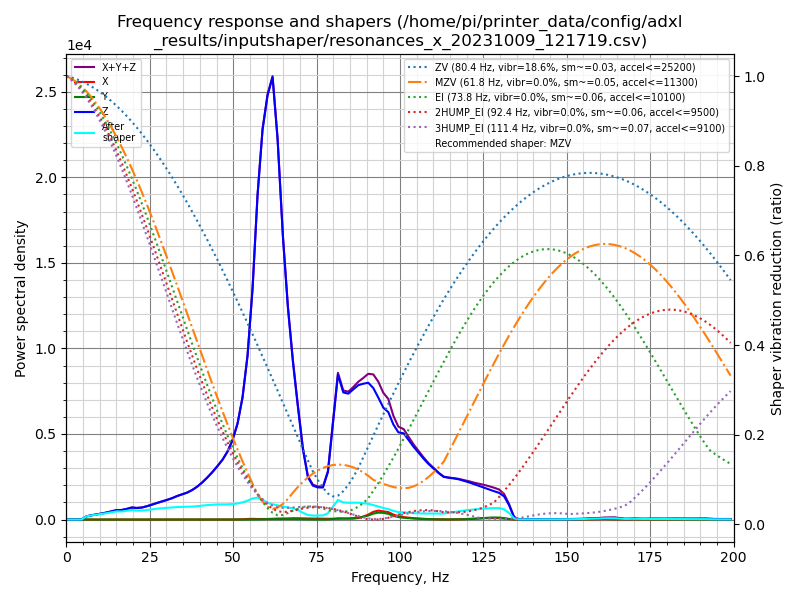 Frequency response and shapers (/home/pi/printer_data/config/adxl
_results/inputshaper/resonances_x_20231009_121719.csv)
1e4
X+Y+Z
X
Y
Z
After
shaper
ZV (80.4 Hz, vibr=18.6%, sm~=0.03, accel<=25200)
MZV (61.8 Hz, vibr=0.0%, sm~=0.05, accel<=11300)
EI (73.8 Hz, vibr=0.0%, sm~=0.06, accel<=10100)
2HUMP_EI (92.4 Hz, vibr=0.0%, sm~=0.06, accel<=9500)
3HUMP_EI (111.4 Hz, vibr=0.0%, sm~=0.07, accel<=9100)
Recommended shaper: MZV
Power spectral density
2.5
2.0
1.5
1.0
0.5
0.0
1.0
0.8
0.6
0.4
0.2
0.0
Shaper vibration reduction (ratio)
0 25 50 75 100 125 150 175 200
Frequency, Hz